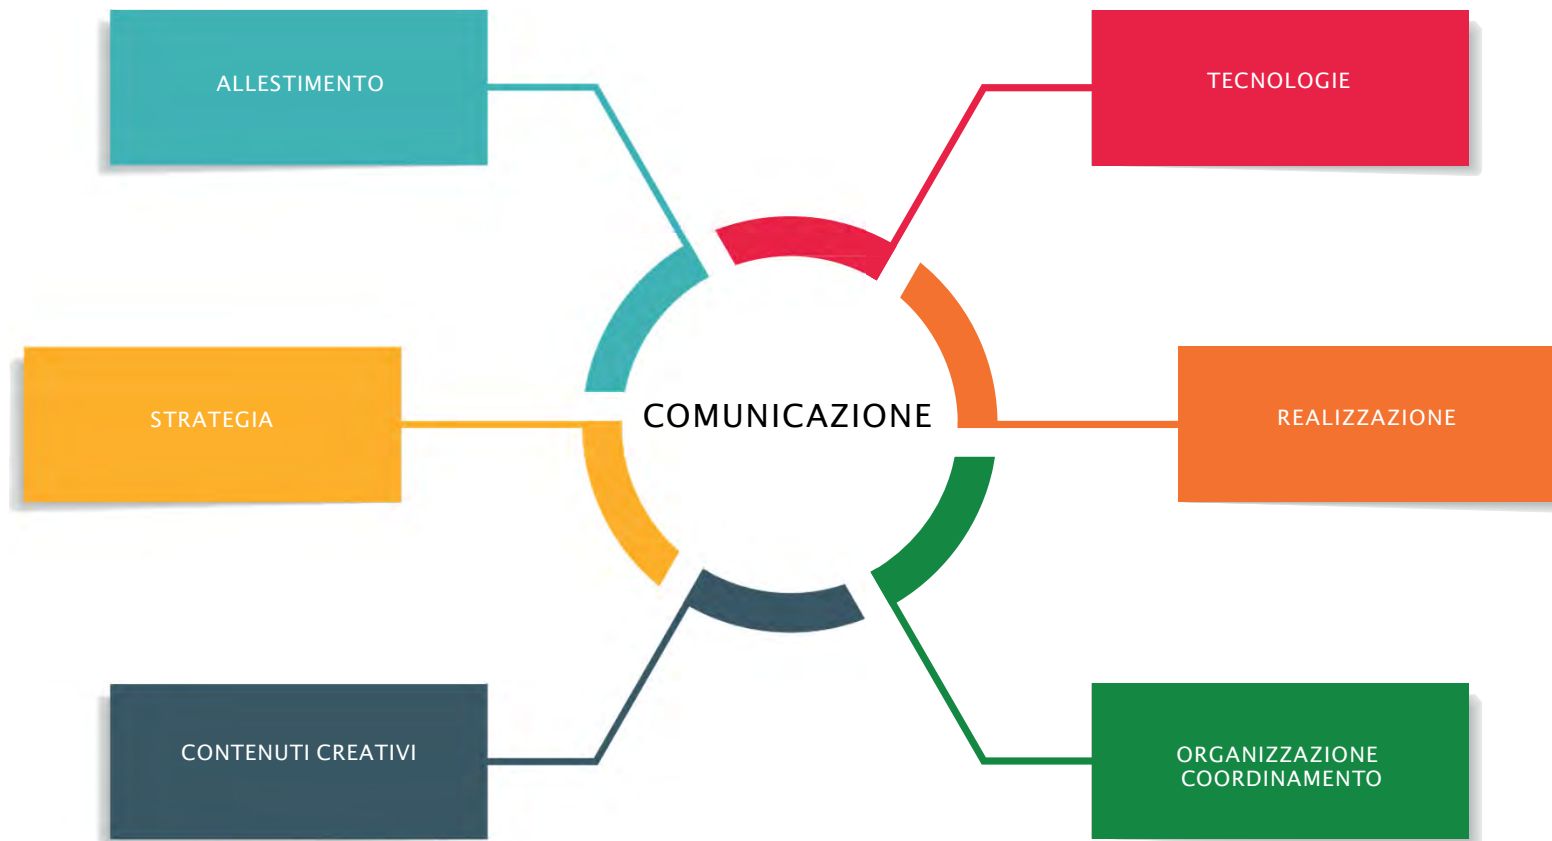 ALLESTIMENTO
TECNOLOGIE
STRATEGIA
COMUNICAZIONE
REALIZZAZIONE
CONTENUTI CREATIVI
ORGANIZZAZIONE
COORDINAMENTO